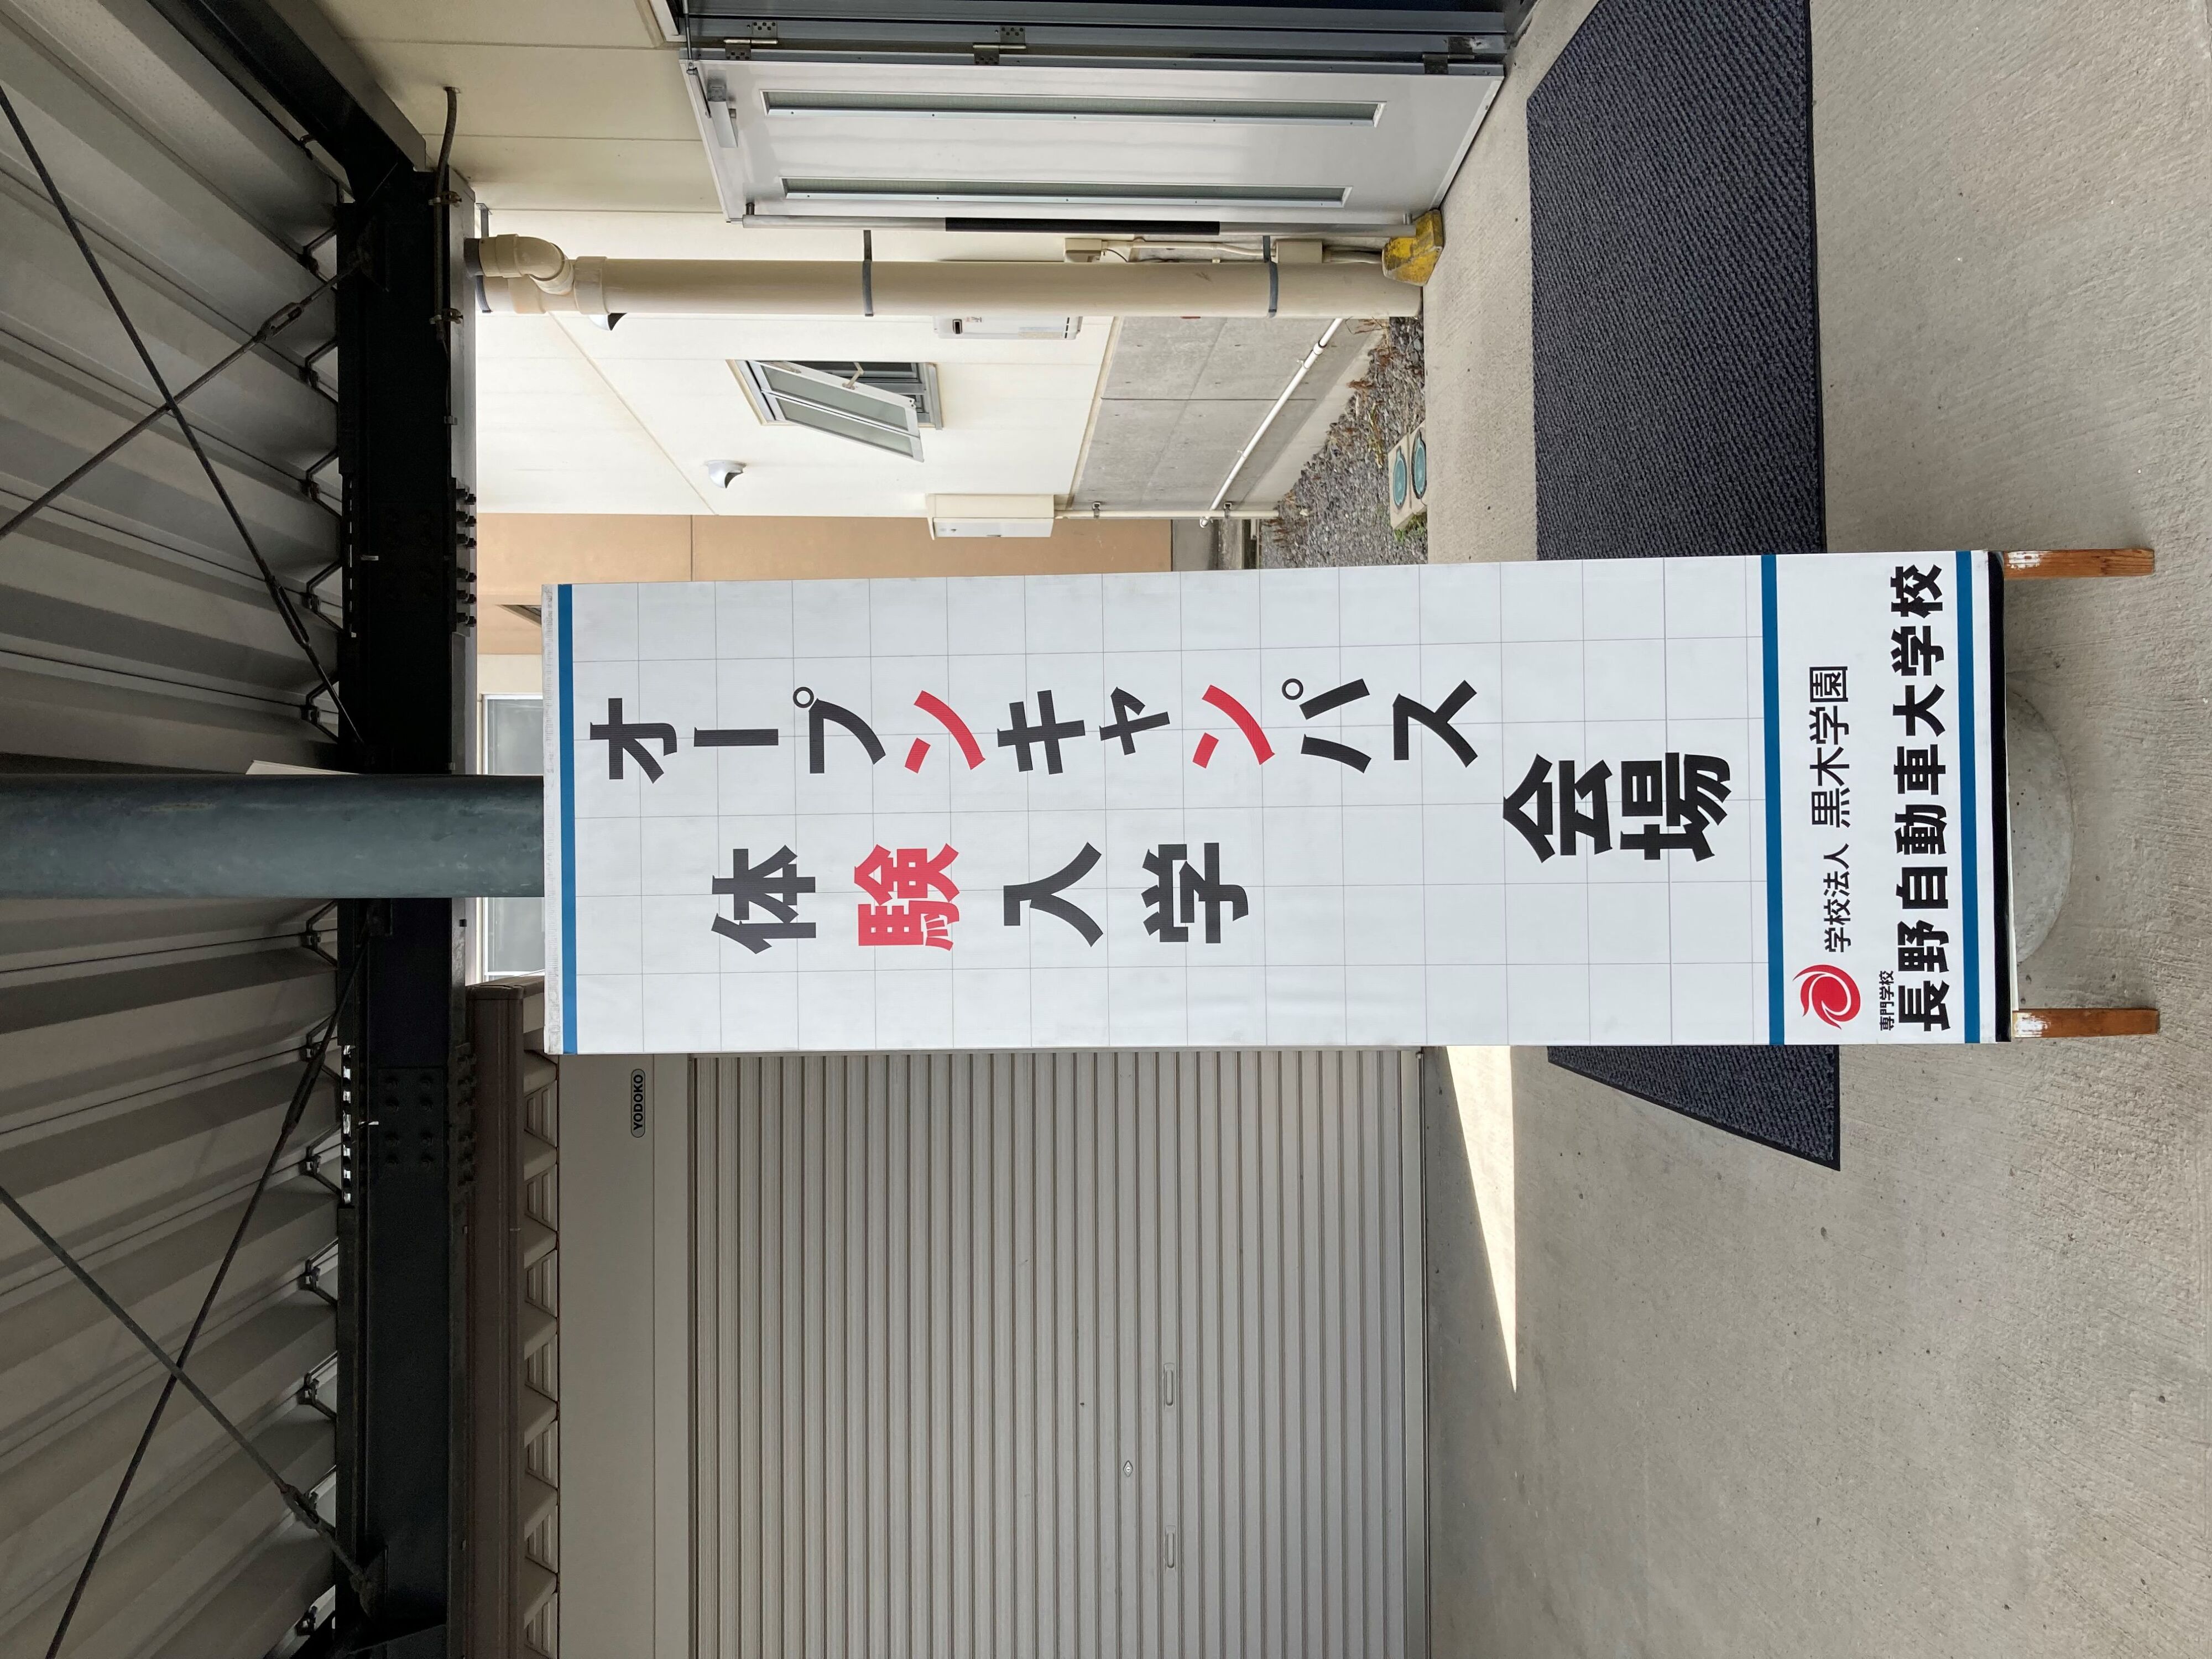 オープンキャンパス
体験入学
会場
学校法人 黒木学園
専門学校
長野自動車大学校
YODOKO